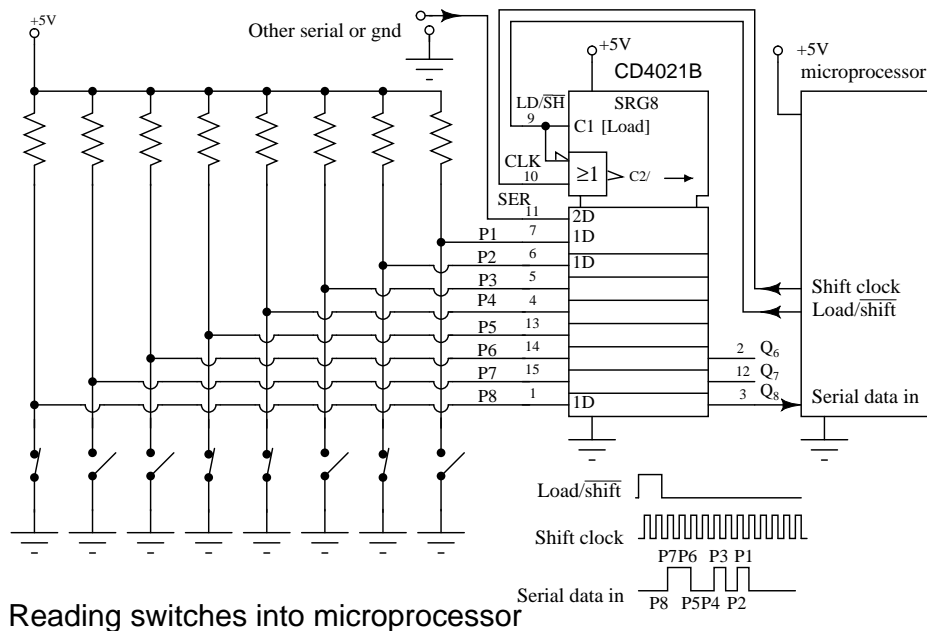 +5V
Other serial or gnd
+5V
CD4021B
+5V
microprocessor
LD/SH
9
SRG8
C1 [Load]
CLK
10
≥1
C2/
SER
11
2D
P1
7
1D
P2
6
1D
P3
5
P4
4
P5
13
P6
14
P7
15
P8
1
1D
2
Q6
12
Q7
3
Q8
Shift clock
Load/shift
Serial data in
Load/shift
Shift clock
P7P6 P3 P1
Serial data in
P8 P5P4 P2
Reading switches into microprocessor